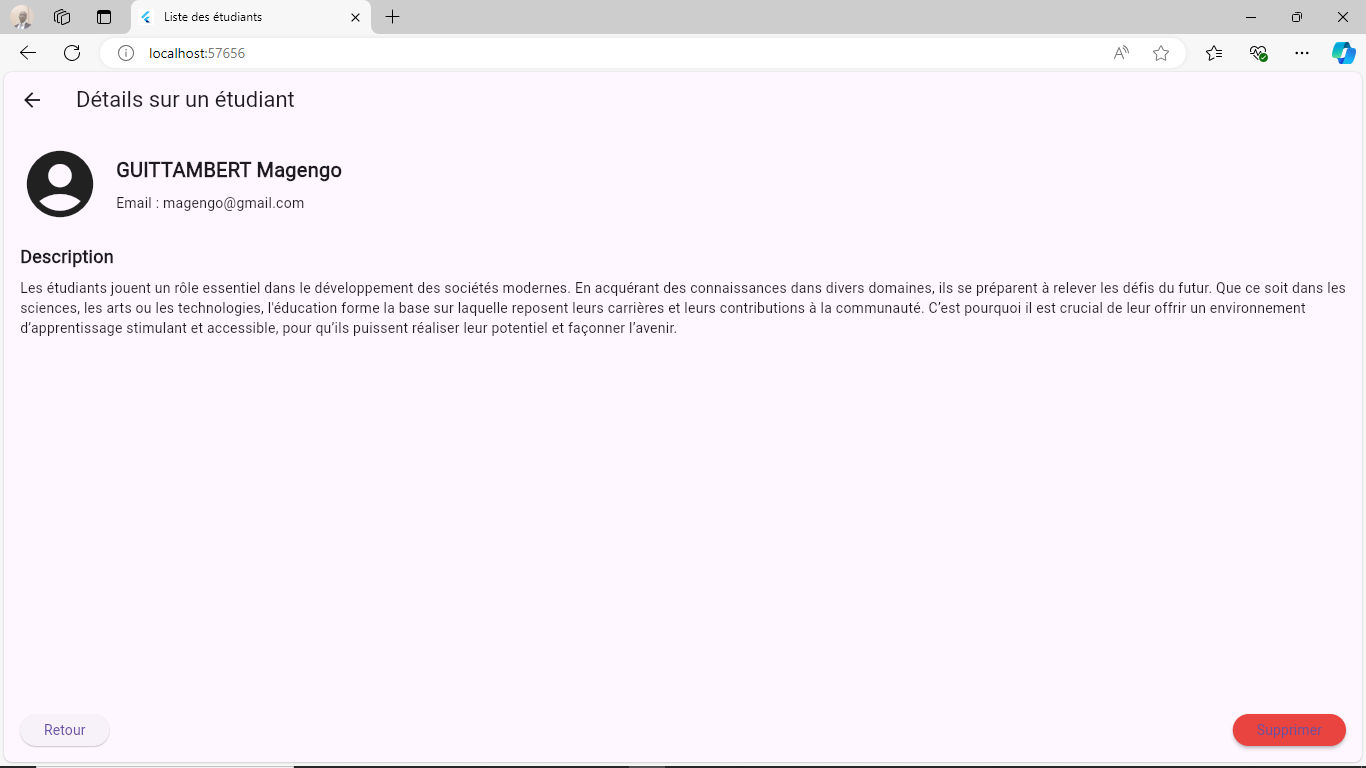 Liste des étudiants
localhost:57656
Détails sur un étudiant
GUITTAMBERT Magengo
Email : magengo@gmail.com
Description
Les étudiants jouent un rôle essentiel dans le développement des sociétés modernes. En acquérant des connaissances dans divers domaines, ils se préparent à relever les défis du futur. Que ce soit dans les
sciences, les arts ou les technologies, l'éducation forme la base sur laquelle reposent leurs carrières et leurs contributions à la communauté. C’est pourquoi il est crucial de leur offrir un environnement
d’apprentissage stimulant et accessible, pour qu’ils puissent réaliser leur potentiel et façonner l’avenir.
Retour
Supprimer